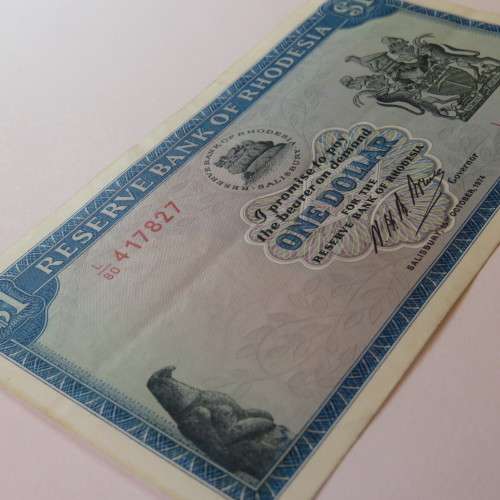 RESERVE BANK OF RHODESIA
$1
RESERVE BANK OF RHODESIA
SALISBURY
I promise to pay
the bearer on demand
ONE DOLLAR
FOR THE
RESERVE BANK OF RHODESIA
GOVERNOR
OCTOBER, 1974
SALISBURY
L/80 417827
$1